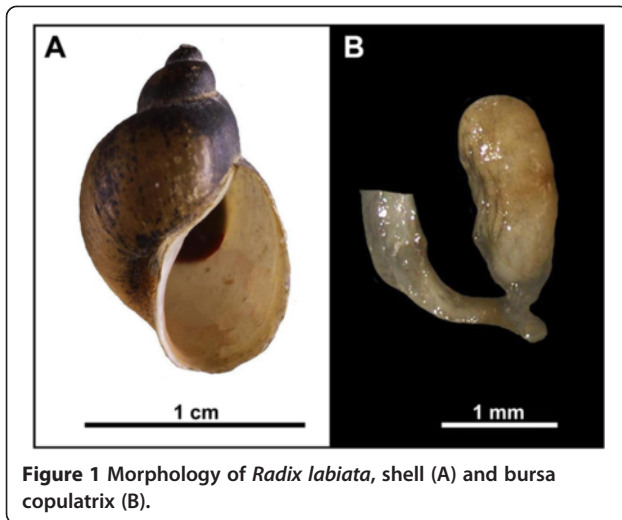 A
B
1 cm
1 mm
Figure 1 Morphology of Radix labiata, shell (A) and bursa
copulatrix (B).